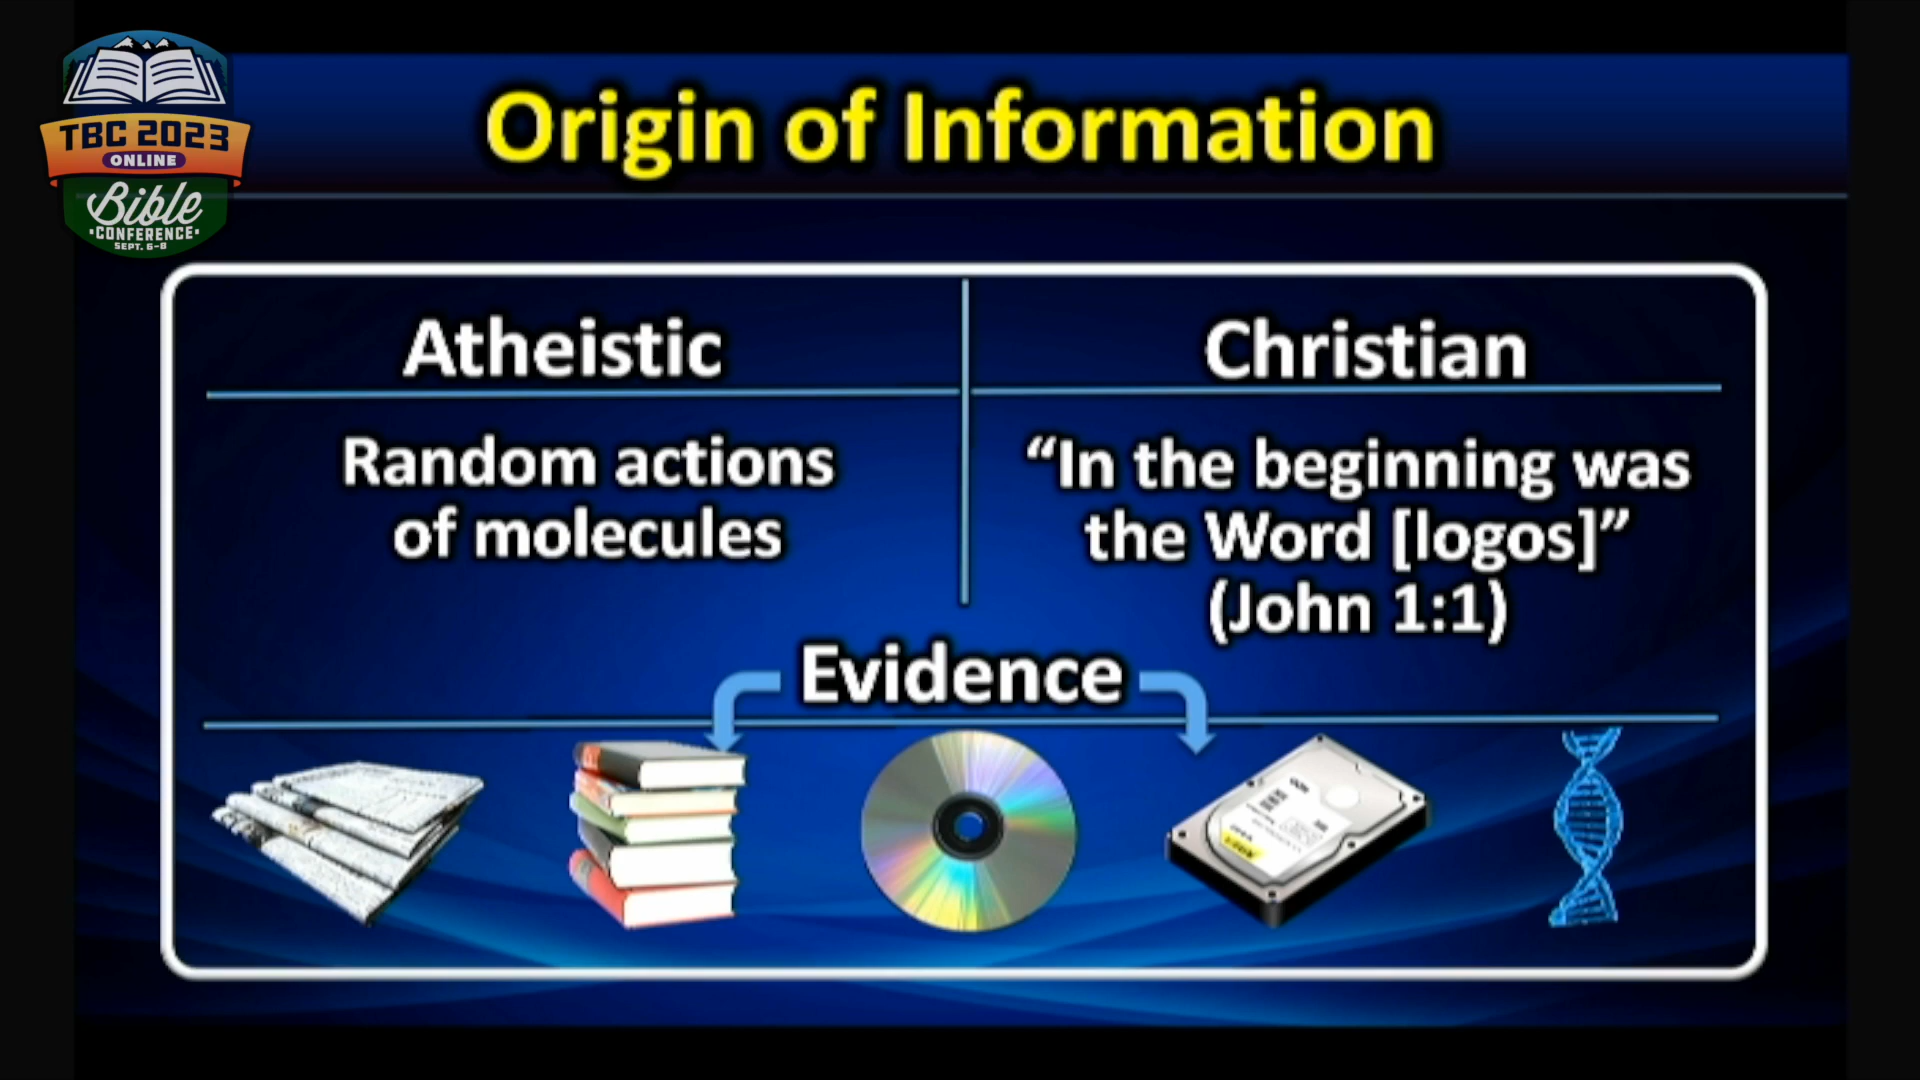 TBC 2023
ONLINE
Bible
CONFERENCE
SEPT. 6-8
Origin of Information
Atheistic
Christian
Random actions
of molecules
“In the beginning was
the Word [logos]”
(John 1:1)
Evidence